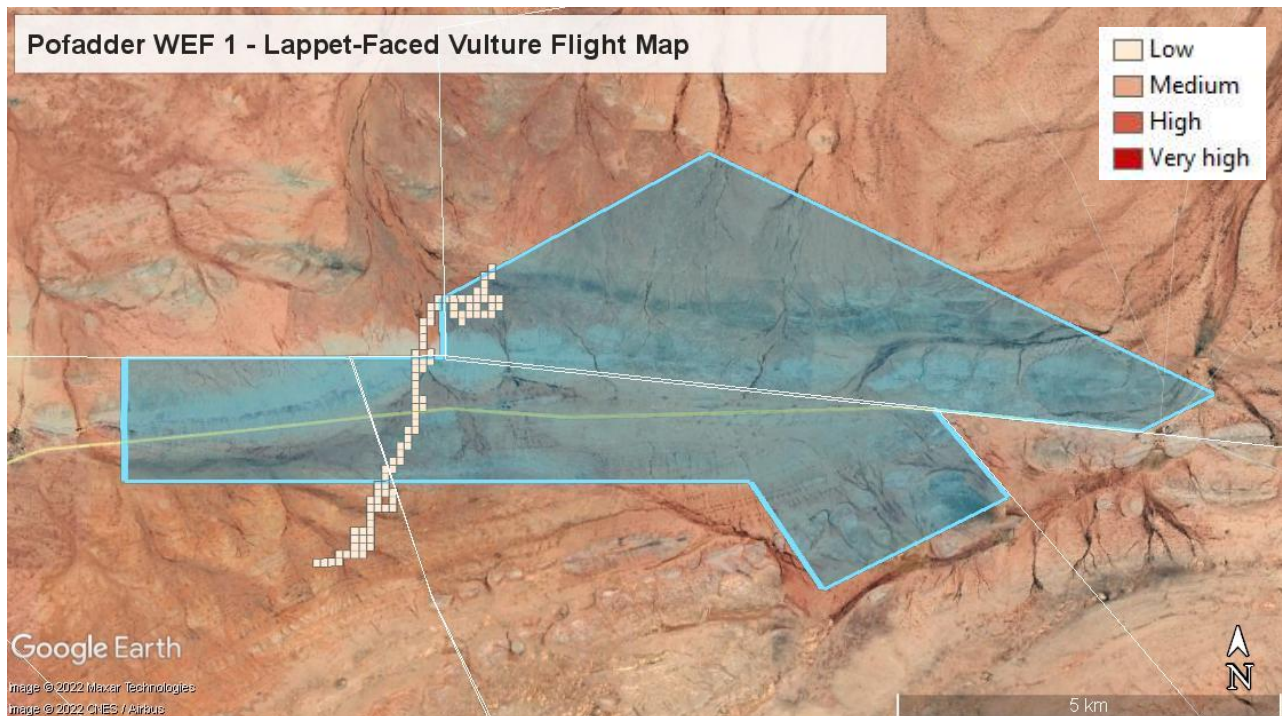 Pofadder WEF 1 - Lappet-Faced Vulture Flight Map
Low
Medium
High
Very high
Google Earth
Image © 2022 Maxar Technologies
Image © 2022 CNES / Airbus
N
5 km